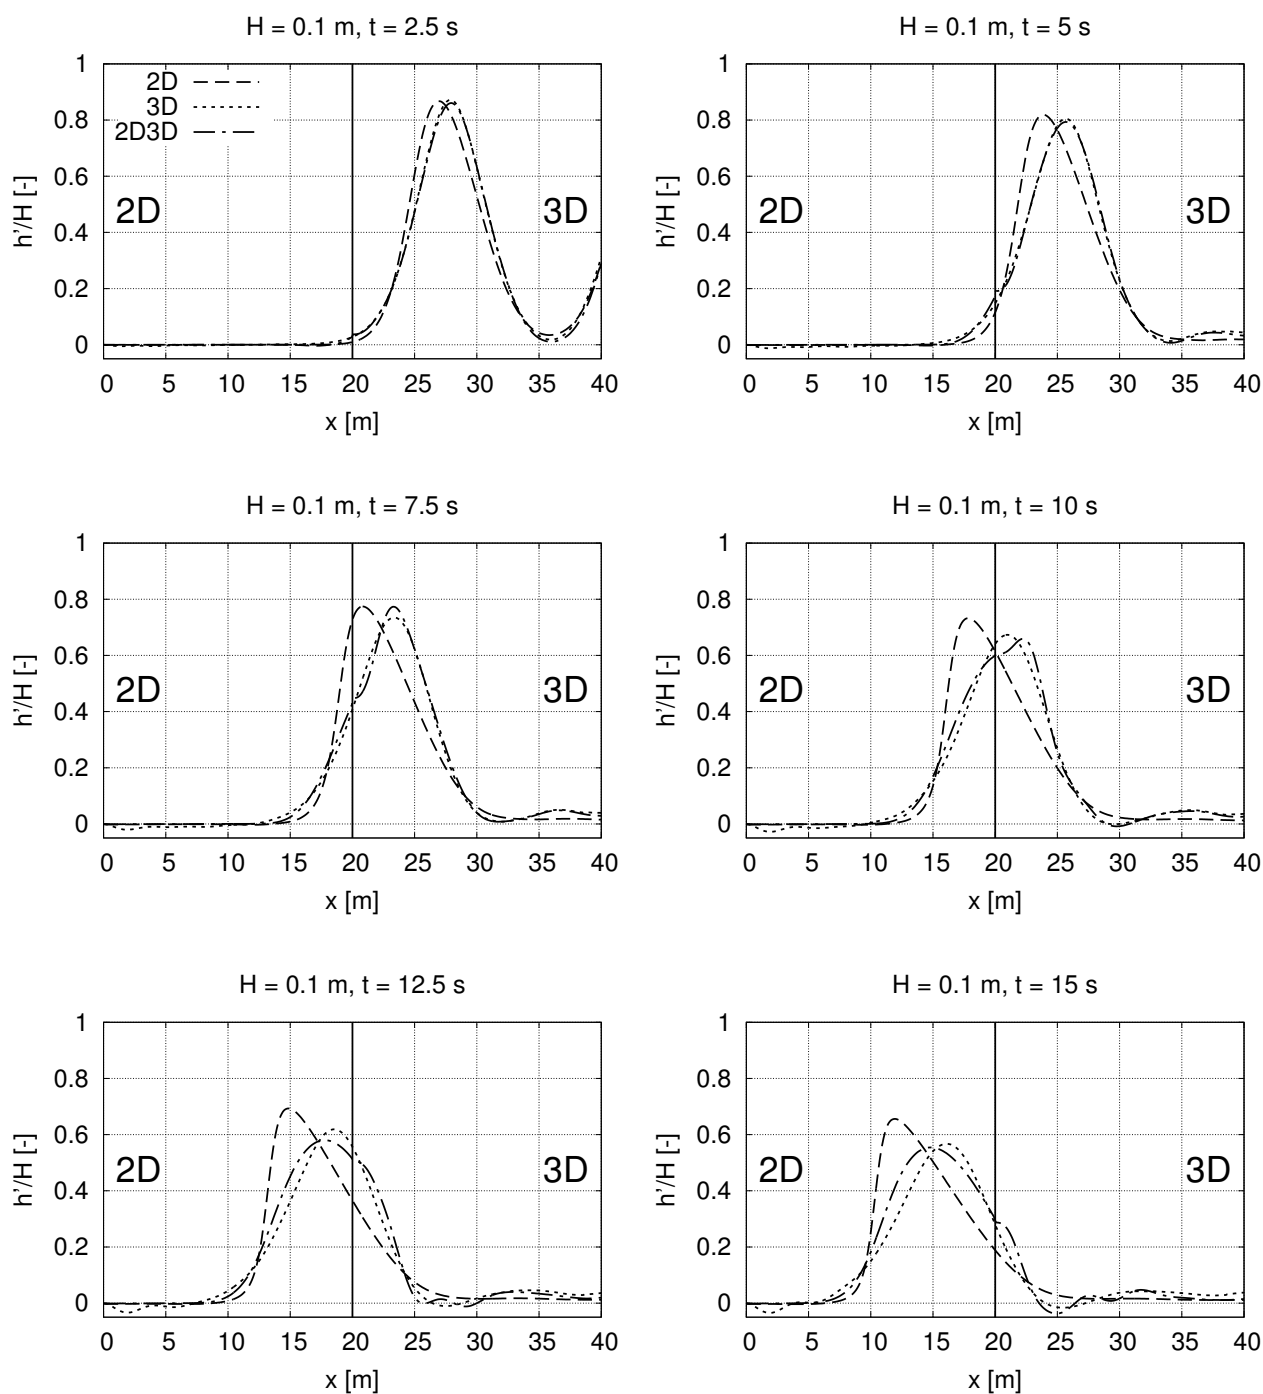 H = 0.1 m, t = 2.5 s
1
0.8
0.6
0.4
0.2
0
h'/H [-]
2D
3D
2D3D
2D
3D
0 5 10 15 20 25 30 35 40
x [m]
H = 0.1 m, t = 5 s
1
0.8
0.6
0.4
0.2
0
h'/H [-]
2D
3D
0 5 10 15 20 25 30 35 40
x [m]
H = 0.1 m, t = 7.5 s
1
0.8
0.6
0.4
0.2
0
h'/H [-]
2D
3D
0 5 10 15 20 25 30 35 40
x [m]
H = 0.1 m, t = 10 s
1
0.8
0.6
0.4
0.2
0
h'/H [-]
2D
3D
0 5 10 15 20 25 30 35 40
x [m]
H = 0.1 m, t = 12.5 s
1
0.8
0.6
0.4
0.2
0
h'/H [-]
2D
3D
0 5 10 15 20 25 30 35 40
x [m]
H = 0.1 m, t = 15 s
1
0.8
0.6
0.4
0.2
0
h'/H [-]
2D
3D
0 5 10 15 20 25 30 35 40
x [m]